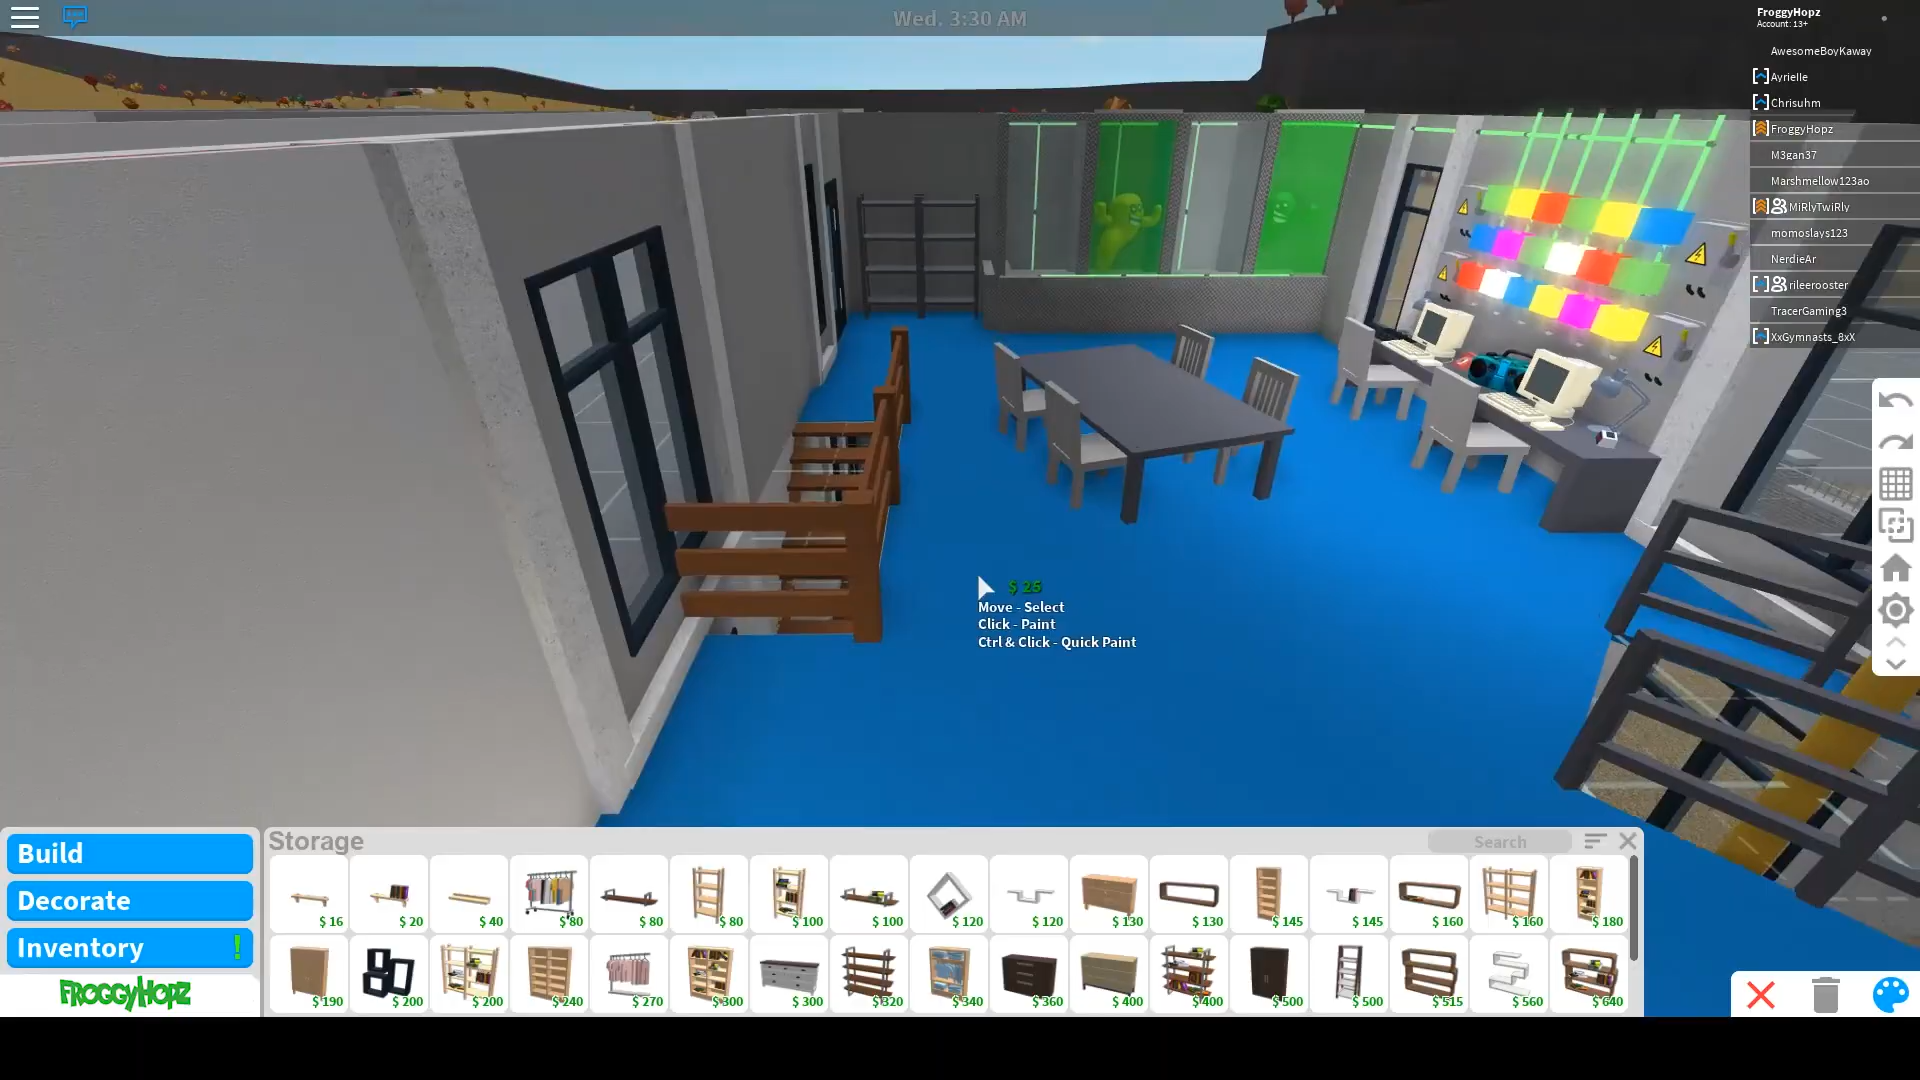 Wed. 3:30 AM
FroggyHopz
Account: 13+
AwesomeBoyKaway
Ayrielle
Chrisuhm
FroggyHopz
M3gan37
Marshmellow123ao
MiRlyTwiRly
momoslays123
NerdieAr
rileerooster
TracerGaming3
XxGymnasts_8xX
$ 25
Move - Select
Click - Paint
Ctrl & Click - Quick Paint
Build
Decorate
Inventory !
FROGGYHOPZ
Storage
Search
$ 16 $ 20 $ 40 $ 80 $ 80 $ 80 $ 100 $ 100 $ 120 $ 120 $ 130 $ 130 $ 145 $ 145 $ 160 $ 160 $ 180
$ 190 $ 200 $ 200 $ 240 $ 270 $ 300 $ 300 $ 320 $ 340 $ 360 $ 400 $ 400 $ 500 $ 500 $ 515 $ 560 $ 640